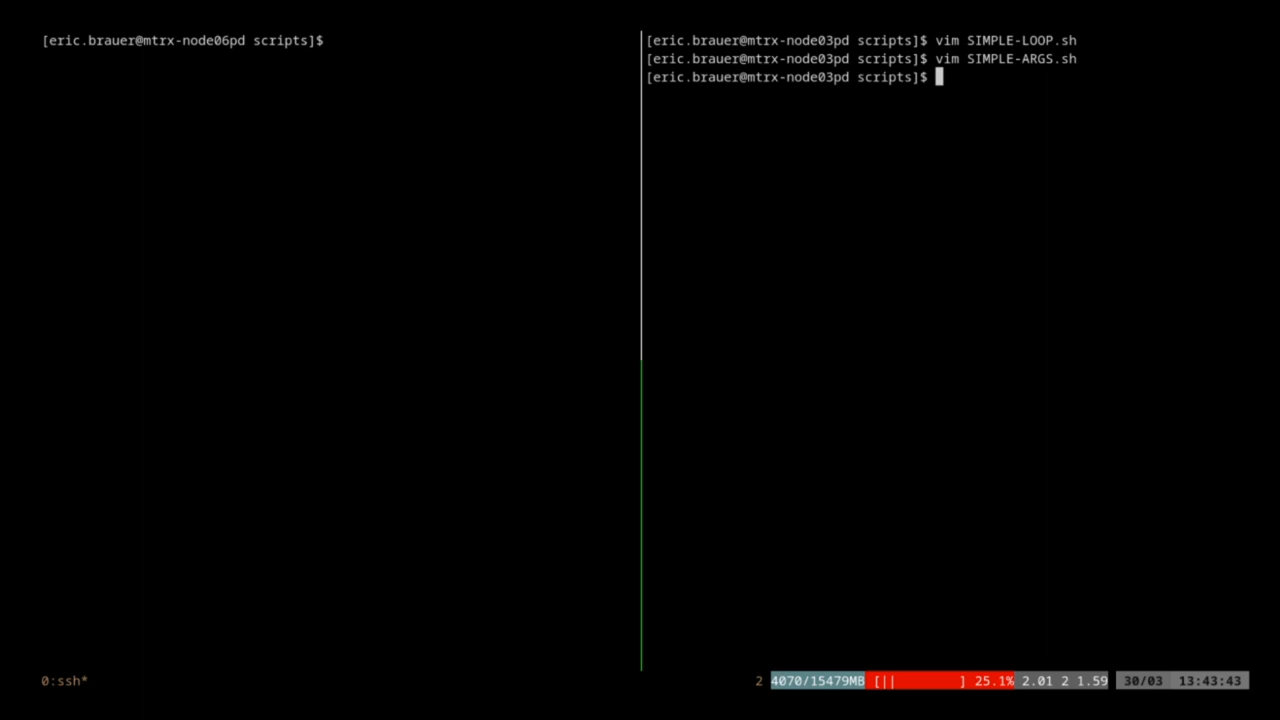 [eric.brauer@mtrx-node06pd scripts]$
[eric.brauer@mtrx-node03pd scripts]$ vim SIMPLE-LOOP.sh
[eric.brauer@mtrx-node03pd scripts]$ vim SIMPLE-ARGS.sh
[eric.brauer@mtrx-node03pd scripts]$
0:ssh*
2 4070/15479MB [||        ] 25.1% 2.01 2 1.59 30/03 13:43:43